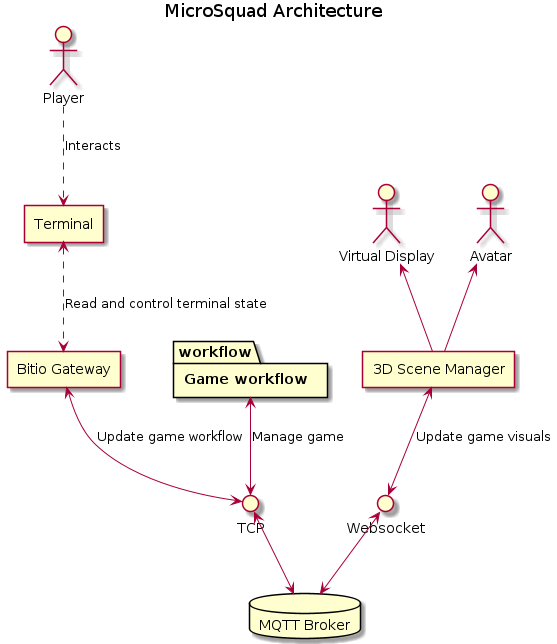 MicroSquad Architecture
Player
Interacts
Terminal
Virtual Display
Avatar
Read and control terminal state
workflow
Bitio Gateway
Game workflow
3D Scene Manager
Update game workflow
Manage game
Update game visuals
TCP
Websocket
MQTT Broker